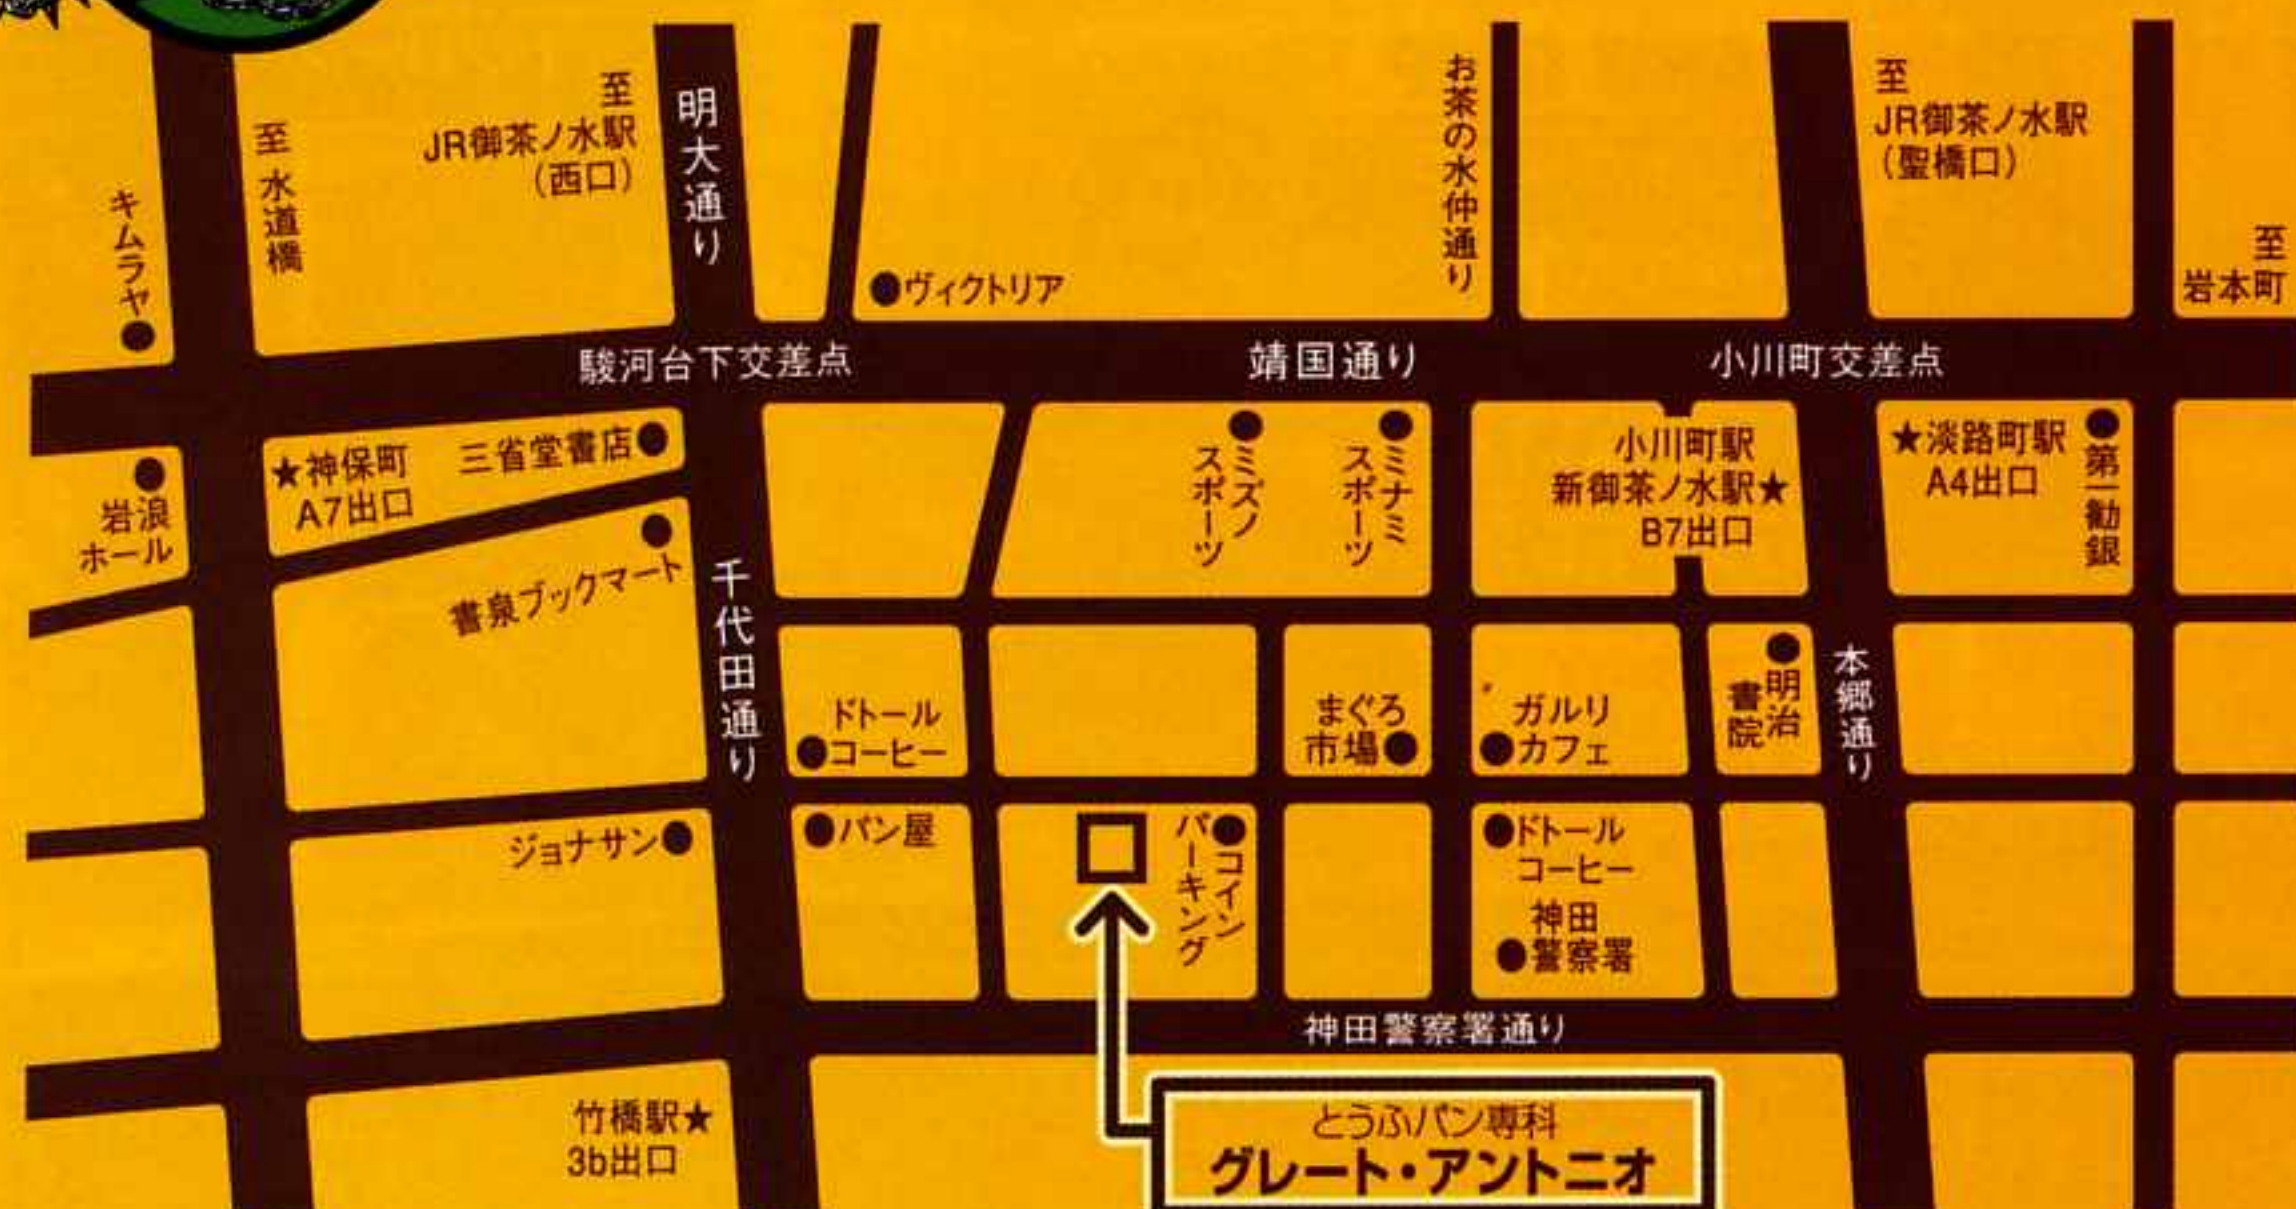 至
水道橋
キムラヤ
至
JR御茶ノ水駅
(西口)
明大通り
ヴィクトリア
お茶の水仲通り
至
JR御茶ノ水駅
(聖橋口)
至
岩本町
駿河台下交差点
靖国通り
小川町交差点
岩浪
ホール
★神保町
A7出口
三省堂書店
書泉ブックマート
千代田通り
ミズノ
スポーツ
ミナミ
スポーツ
小川町駅
新御茶ノ水駅★
B7出口
★淡路町駅
A4出口
第一勧銀
ドトール
コーヒー
まぐろ
市場
ガルリ
カフェ
明治
書院
本郷通り
ジョナサン
パン屋
コイン
パーキング
ドトール
コーヒー
神田
警察署
神田警察署通り
竹橋駅★
3b出口
とうふパン専科
グレート・アントニオ